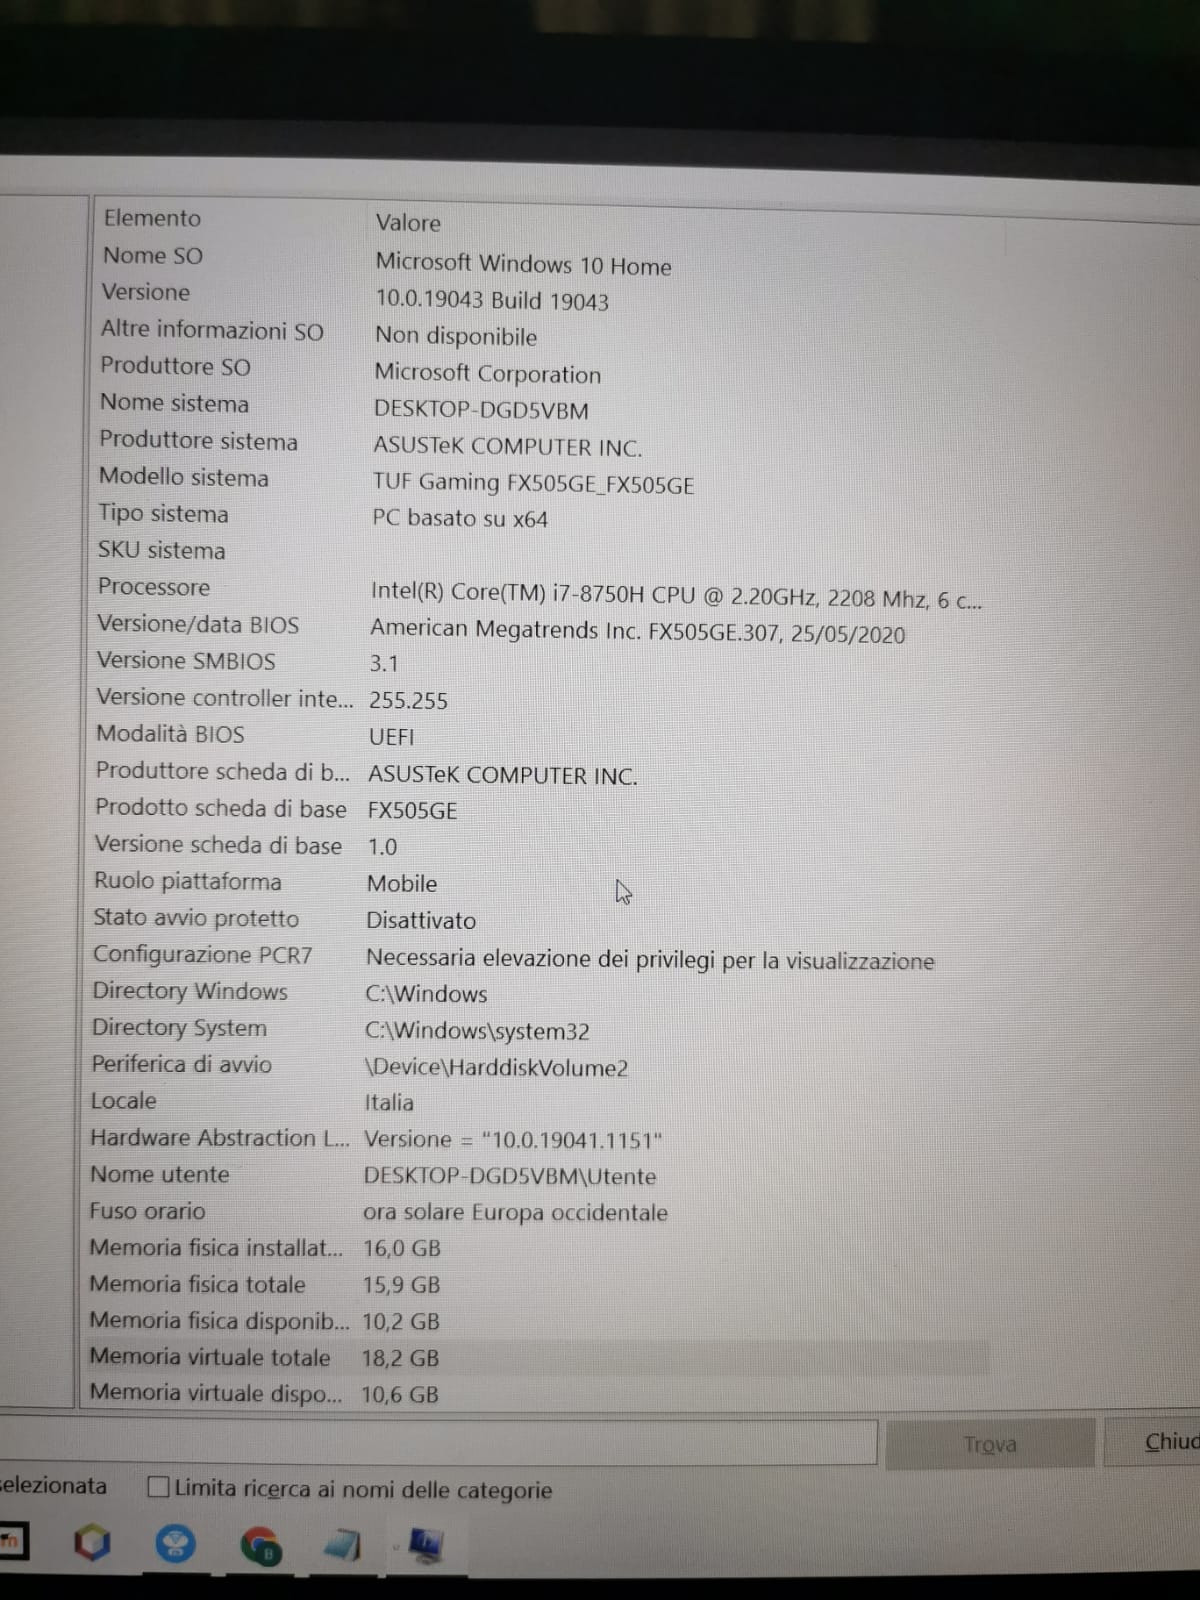 Elemento Valore
Nome SO Microsoft Windows 10 Home
Versione 10.0.19043 Build 19043
Altre informazioni SO Non disponibile
Produttore SO Microsoft Corporation
Nome sistema DESKTOP-DGD5VBM
Produttore sistema ASUSTeK COMPUTER INC.
Modello sistema TUF Gaming FX505GE_FX505GE
Tipo sistema PC basato su x64
SKU sistema
Processore Intel(R) Core(TM) i7-8750H CPU @ 2.20GHz, 2208 Mhz, 6 c...
Versione/data BIOS American Megatrends Inc. FX505GE.307, 25/05/2020
Versione SMBIOS 3.1
Versione controller inte... 255.255
Modalità BIOS UEFI
Produttore scheda di b... ASUSTeK COMPUTER INC.
Prodotto scheda di base FX505GE
Versione scheda di base 1.0
Ruolo piattaforma Mobile
Stato avvio protetto Disattivato
Configurazione PCR7 Necessaria elevazione dei privilegi per la visualizzazione
Directory Windows C:\Windows
Directory System C:\Windows\system32
Periferica di avvio \Device\HarddiskVolume2
Locale Italia
Hardware Abstraction L... Versione = "10.0.19041.1151"
Nome utente DESKTOP-DGD5VBM\Utente
Fuso orario ora solare Europa occidentale
Memoria fisica installat... 16,0 GB
Memoria fisica totale 15,9 GB
Memoria fisica disponib... 10,2 GB
Memoria virtuale totale 18,2 GB
Memoria virtuale dispo... 10,6 GB
Trova Chiud
selezionata Limita ricerca ai nomi delle categorie
B